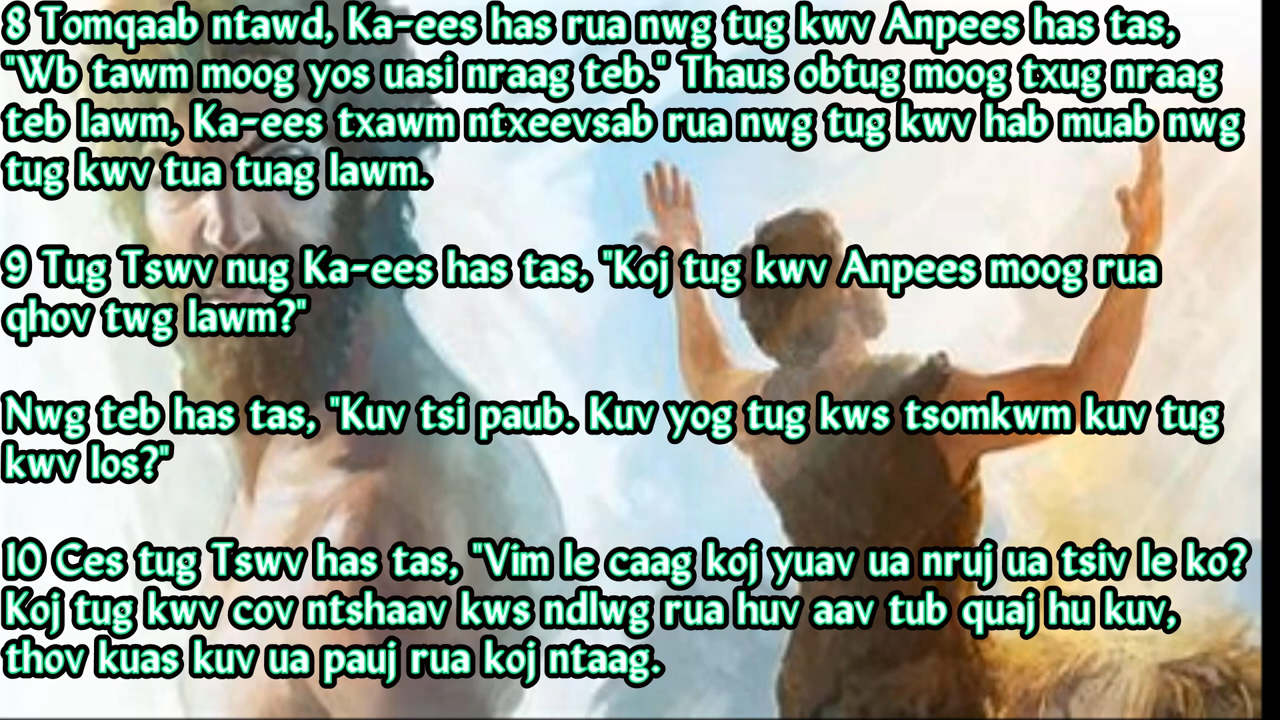 8 Tomqaab ntawd, Ka-ees has rua nwg tug kwv Anpees has tas,
"Wb tawm moog yos uasi nraag teb." Thaus obtug moog txug nraag
teb lawm, Ka-ees txawm ntxeevsab rua nwg tug kwv hab muab nwg
tug kwv tua tuag lawm.
9 Tug Tswv nug Ka-ees has tas, "Koj tug kwv Anpees moog rua
qhov twg lawm?"
Nwg teb has tas, "Kuv tsi paub. Kuv yog tug kws tsomkwm kuv tug
kwv los?"
10 Ces tug Tswv has tas, "Vim le caag koj yuav ua nruj ua tsiv le ko?
Koj tug kwv cov ntshaav kws ndlwg rua huv aav tub quaj hu kuv,
thov kuas kuv ua pauj rua koj ntaag.